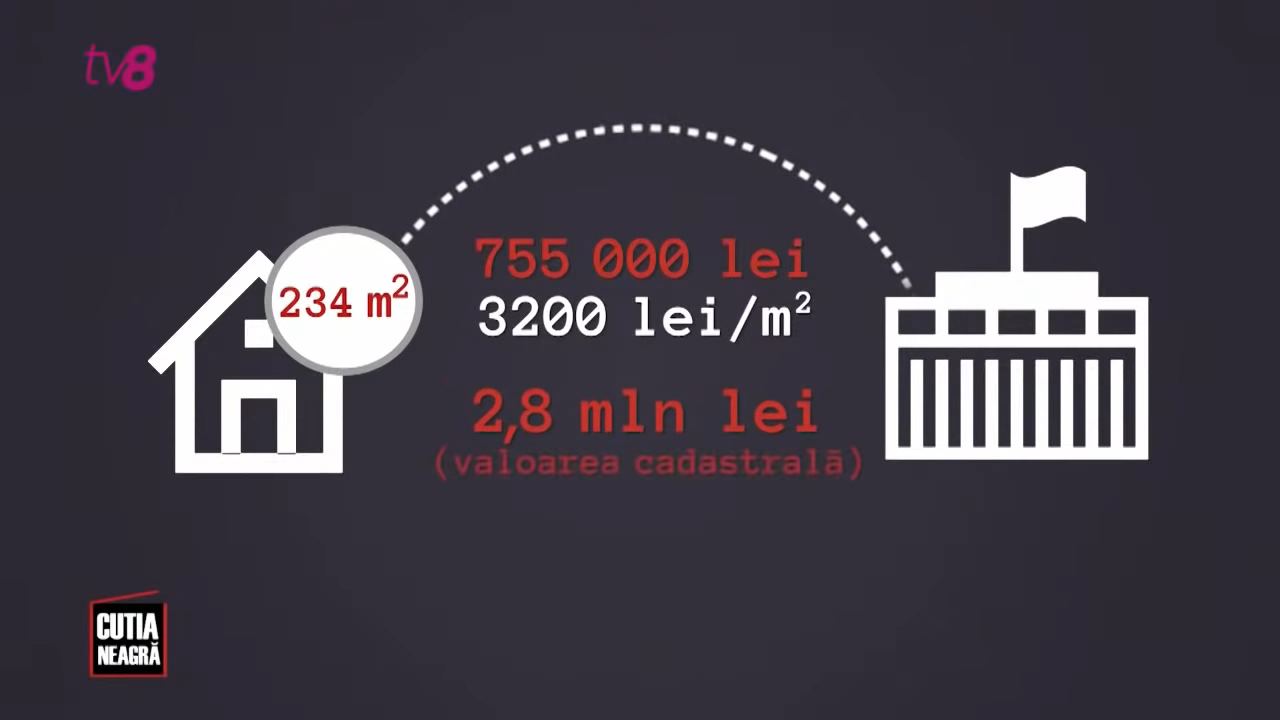 tv8
234 m²
755 000 lei
3200 lei/m²
2,8 mln lei
(valoarea cadastrală)
CUTIA
NEAGRĂ